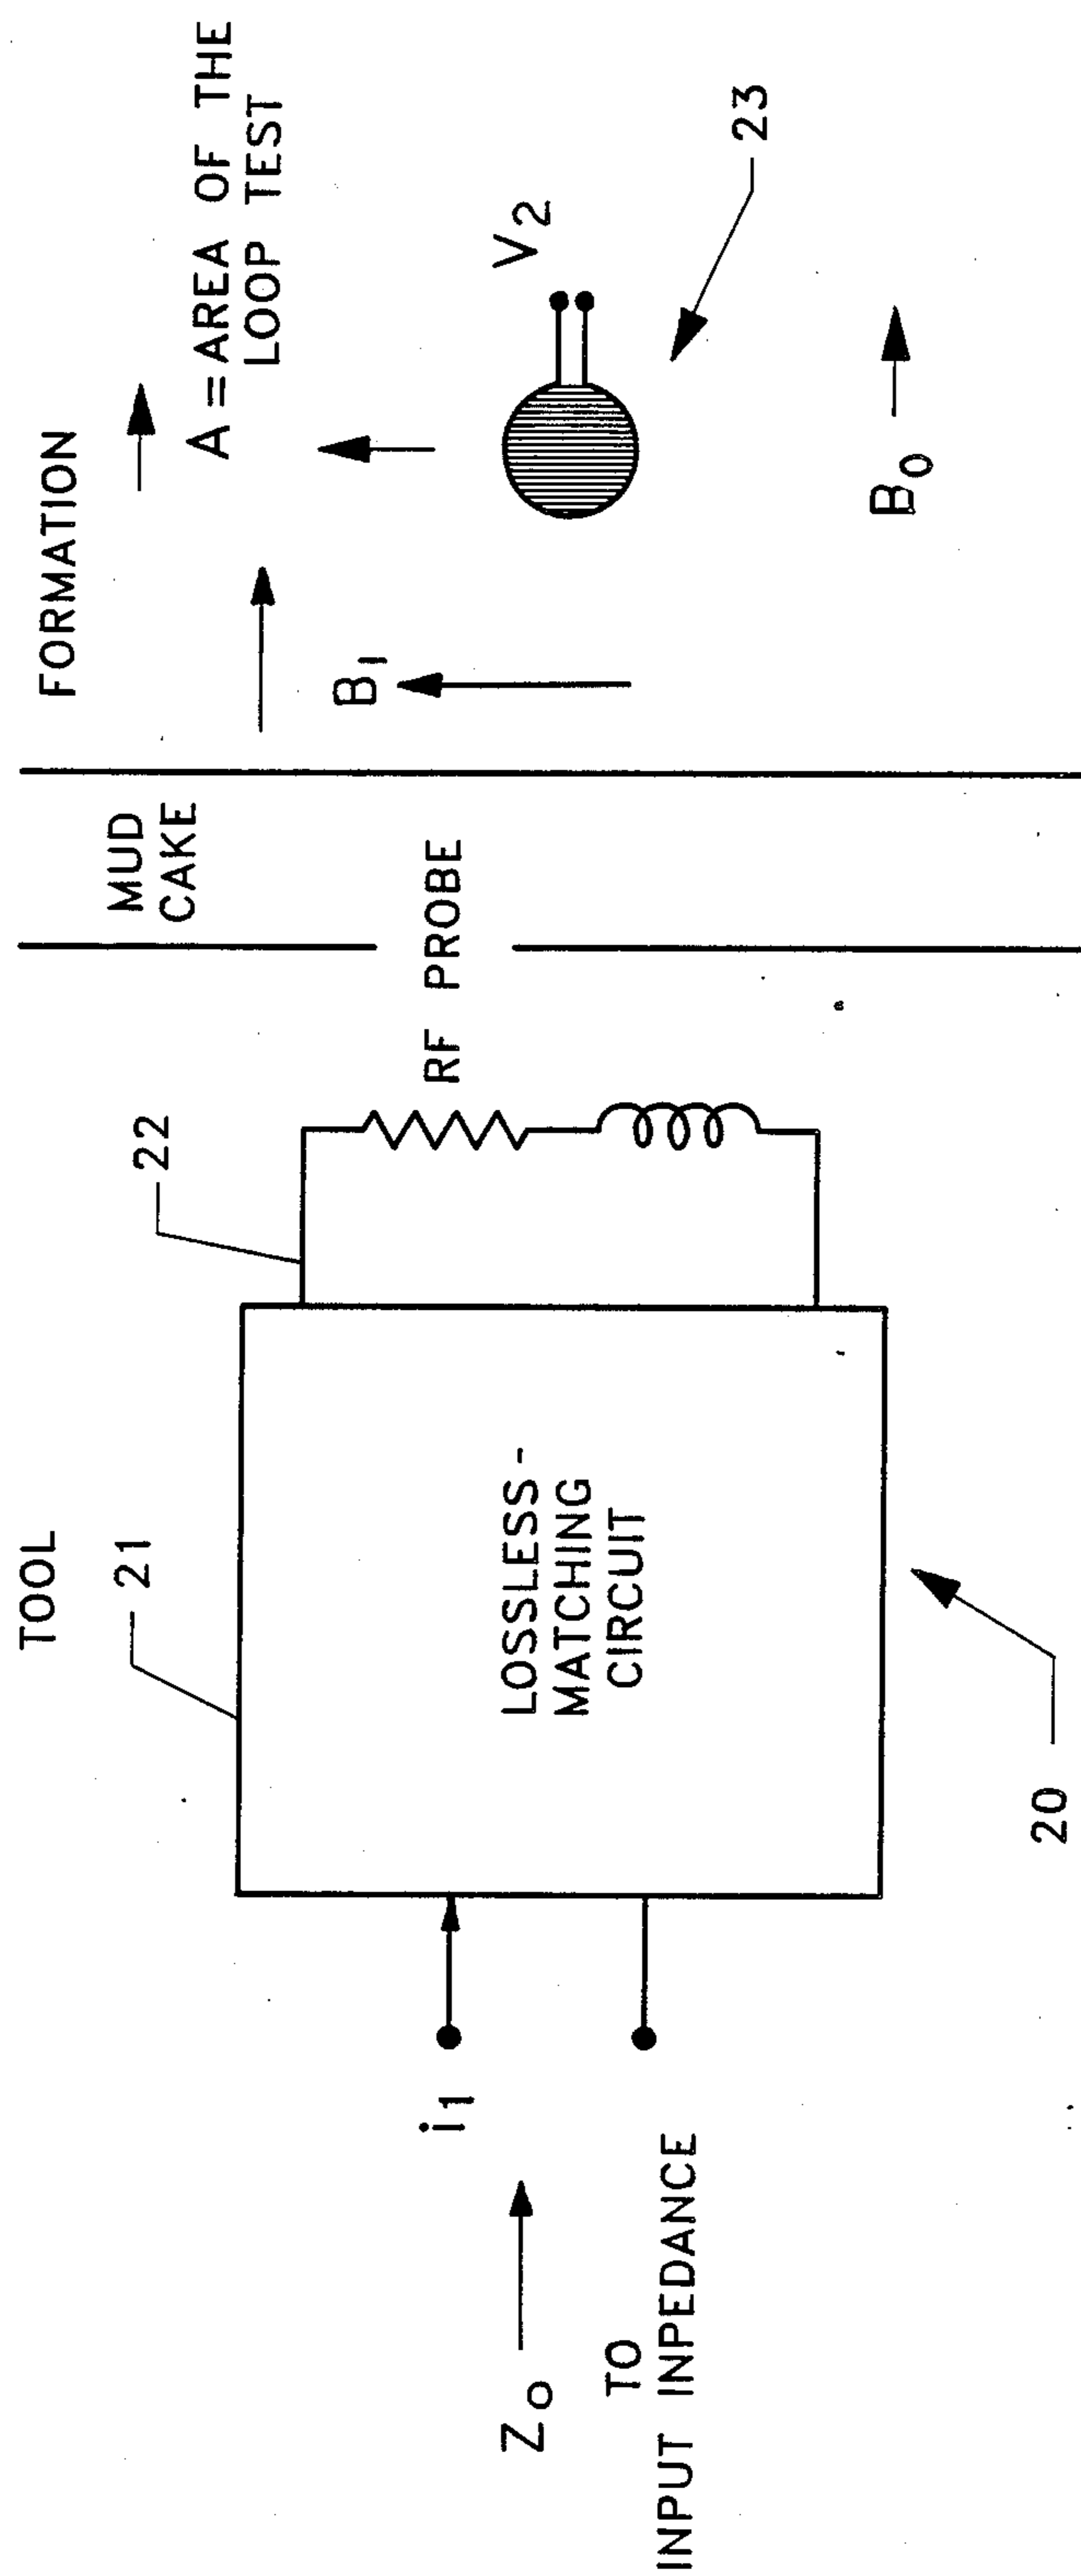 TOOL
21
22
LOSSLESS-
MATCHING
CIRCUIT
i1
Zo
TO
INPUT INPEDANCE
20
RF PROBE
MUD
CAKE
FORMATION
A=AREA OF THE
LOOP TEST
B1
V2
23
B0